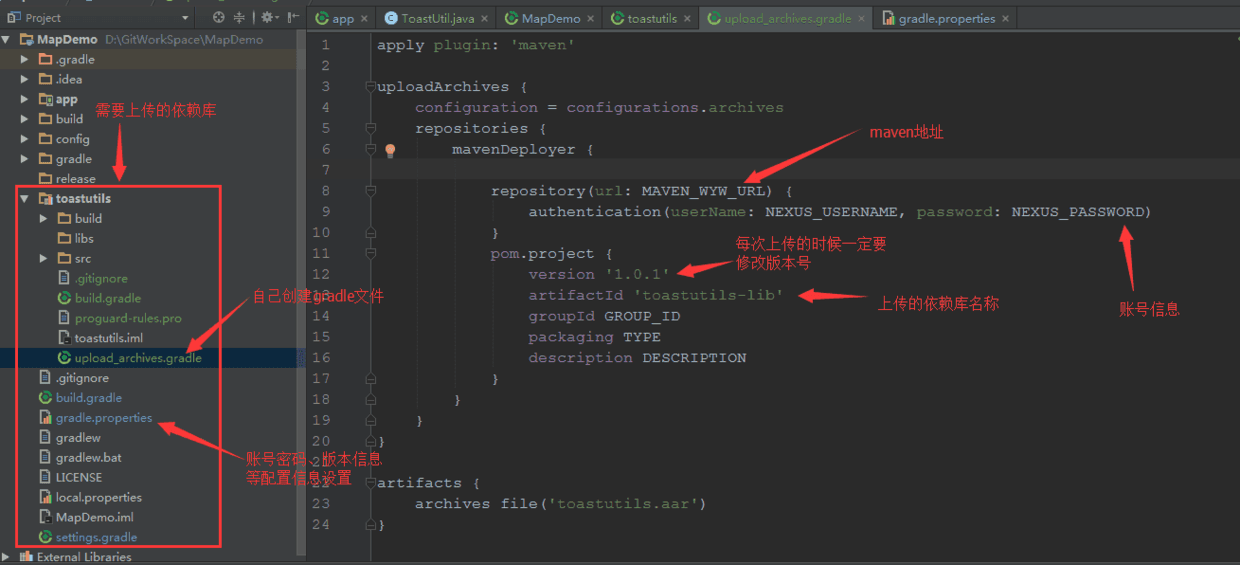 Project
app
ToastUtil.java
MapDemo
toastutils
upload_archives.gradle
gradle.properties
MapDemo D:\GitWorkSpace\MapDemo
.gradle
.idea
app
build
config
gradle
release
toastutils
build
libs
src
.gitignore
build.gradle
proguard-rules.pro
toastutils.iml
upload_archives.gradle
.gitignore
build.gradle
gradle.properties
gradlew
gradlew.bat
LICENSE
local.properties
MapDemo.iml
settings.gradle
External Libraries
需要上传的依赖库
自己创建gradle文件
账号密码、版本信息
等配置信息设置
1 apply plugin: 'maven'
2
3 uploadArchives {
4 configuration = configurations.archives
5 repositories {
6 mavenDeployer {
7
8 repository(url: MAVEN_WYW_URL) {
9 authentication(userName: NEXUS_USERNAME, password: NEXUS_PASSWORD)
10 }
11 pom.project {
12 version '1.0.1'
13 artifactId 'toastutils-lib'
14 groupId GROUP_ID
15 packaging TYPE
16 description DESCRIPTION
17 }
18 }
19 }
20 }
21
22 artifacts {
23 archives file('toastutils.aar')
24 }
maven地址
每次上传的时候一定要
修改版本号
上传的依赖库名称
账号信息